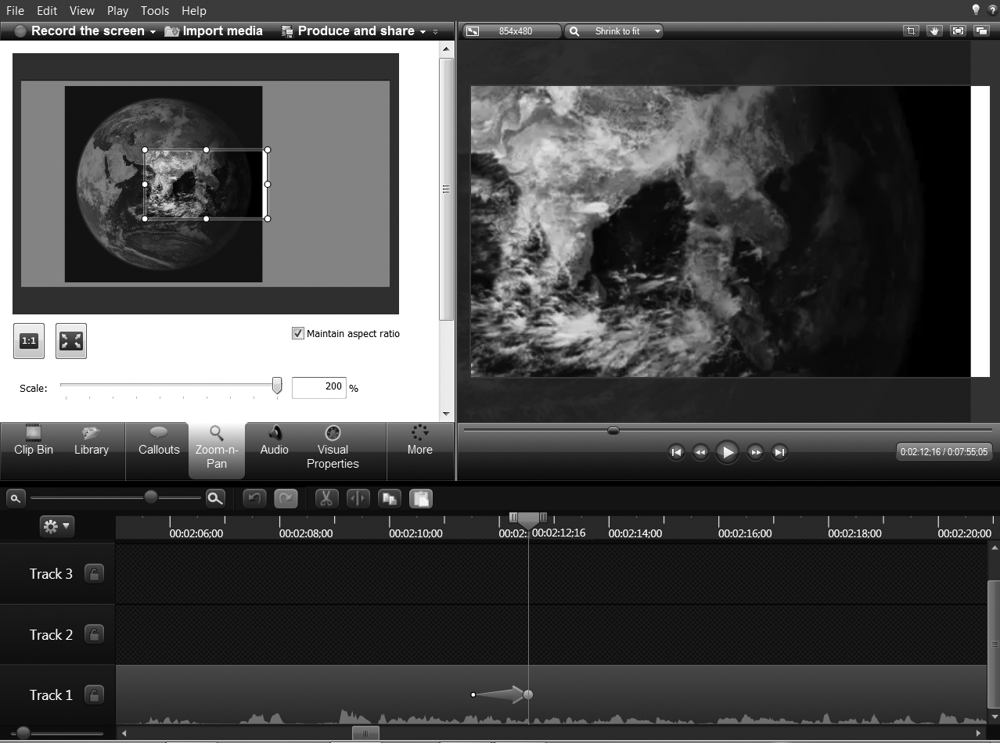 File Edit View Play Tools Help
Record the screen Import media Produce and share
854x480 Shrink to fit
1:1
Maintain aspect ratio
Scale: 200 %
Clip Bin Library Callouts Zoom-n-Pan Audio Visual Properties More
0:02:12;16 / 0:07:55;05
00:02:06;00 00:02:08;00 00:02:10;00 00:02: 00:02:12;16 00:02:14;00 00:02:16;00 00:02:18;00 00:02:20;00
Track 3
Track 2
Track 1